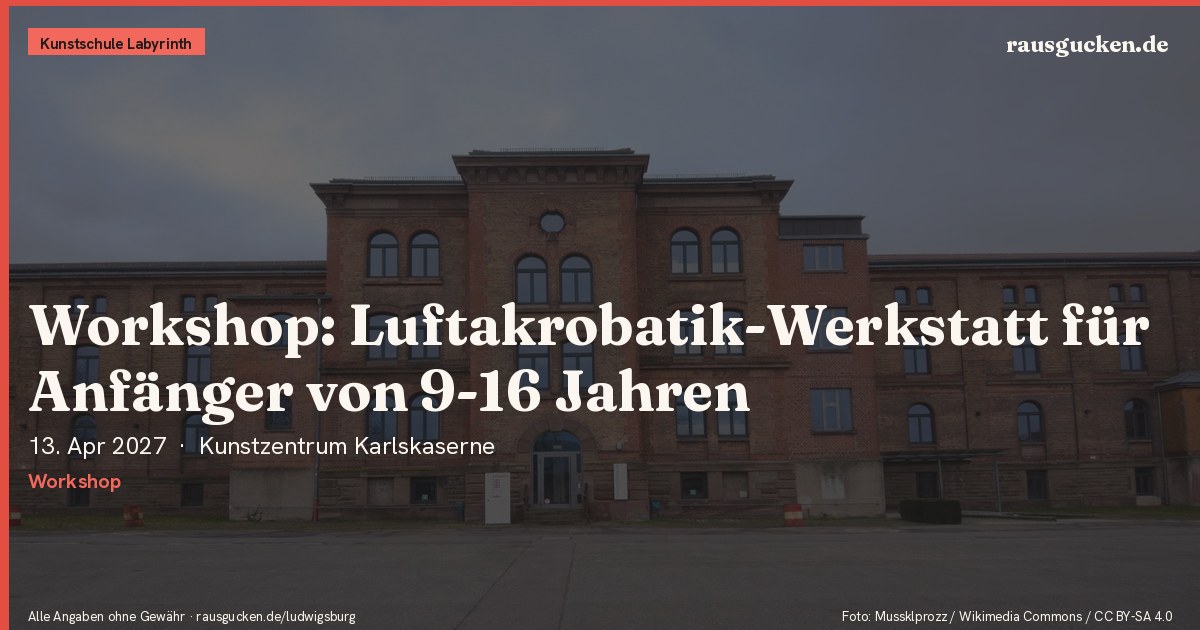 Kunstschule Labyrinth
rausgucken.de
Workshop: Luftakrobatik-Werkstatt für
Anfänger von 9-16 Jahren
13. Apr 2027 · Kunstzentrum Karlskaserne
Workshop
Alle Angaben ohne Gewähr · rausgucken.de/ludwigsburg
Foto: Mussklprozz / Wikimedia Commons / CC BY-SA 4.0